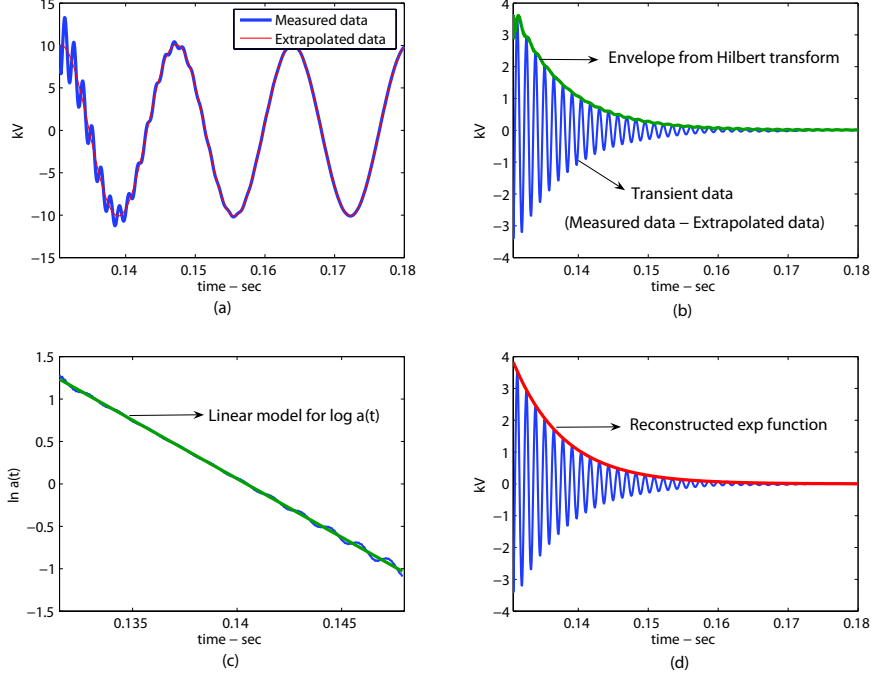 Measured data
Extrapolated data
15
10
5
0
−5
−10
−15
kV
0.14
0.15
0.16
0.17
0.18
time − sec
(a)
4
3
2
1
0
−1
−2
−3
−4
kV
Envelope from Hilbert transform
Transient data
(Measured data − Extrapolated data)
0.14
0.15
0.16
0.17
0.18
time − sec
(b)
1.5
1
0.5
0
−0.5
−1
−1.5
ln a(t)
Linear model for log a(t)
0.135
0.14
0.145
time − sec
(c)
4
3
2
1
0
−1
−2
−3
−4
kV
Reconstructed exp function
0.14
0.15
0.16
0.17
0.18
time − sec
(d)